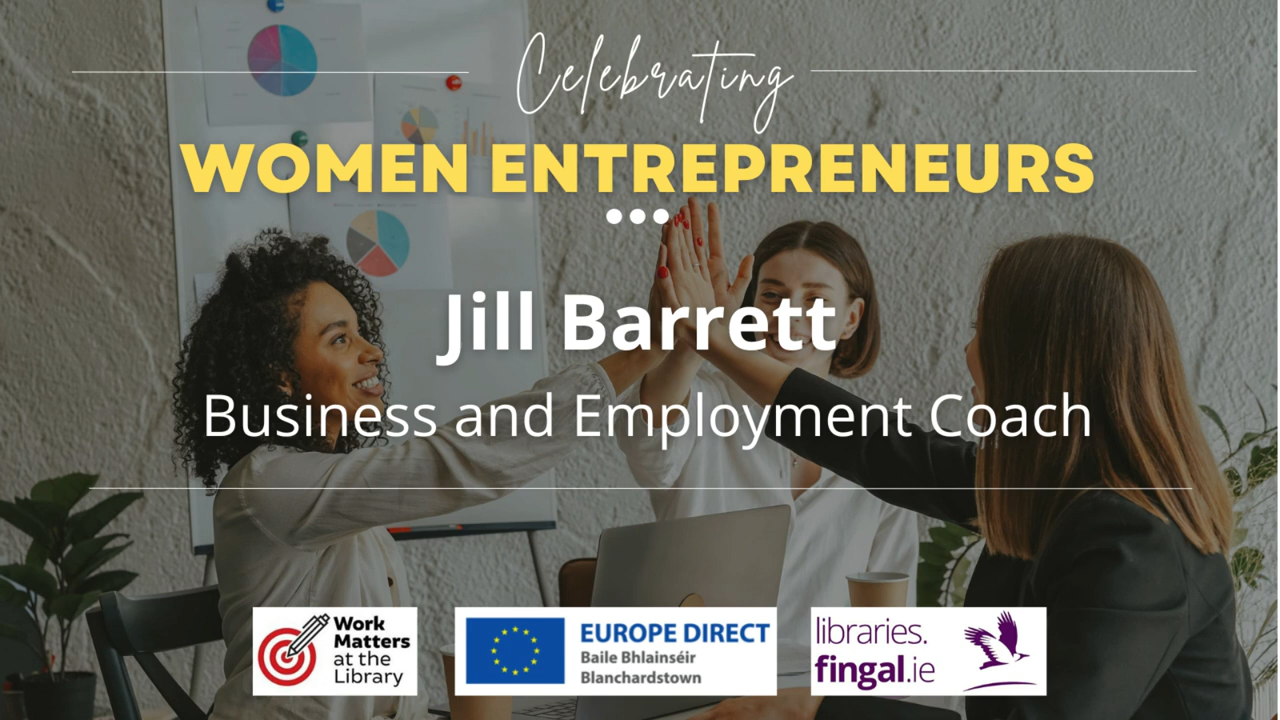 Celebrating
WOMEN ENTREPRENEURS
Jill Barrett
Business and Employment Coach
Work
Matters
at the
Library
EUROPE DIRECT
Baile Bhlainséir
Blanchardstown
libraries.
fingal.ie